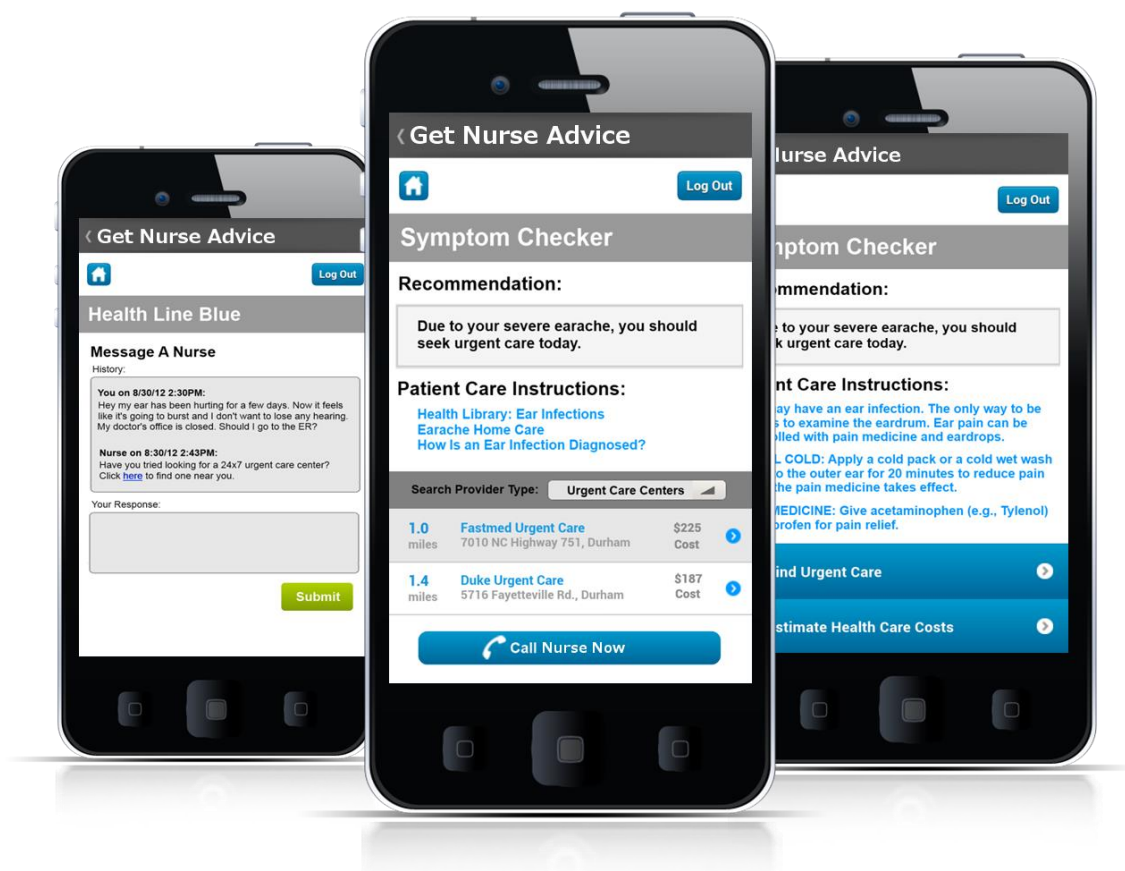 Get Nurse Advice
Log Out
Health Line Blue
Message A Nurse
History:
You on 8/30/12 2:30PM:
Hey my ear has been hurting for a few days. Now it feels
like it's going to burst and I don't want to lose any hearing.
My doctor's office is closed. Should I go to the ER?
Nurse on 8:30/12 2:43PM:
Have you tried looking for a 24x7 urgent care center?
Click here to find one near you.
Your Response:
Submit
Get Nurse Advice
Log Out
Symptom Checker
Recommendation:
Due to your severe earache, you should
seek urgent care today.
Patient Care Instructions:
Health Library: Ear Infections
Earache Home Care
How Is an Ear Infection Diagnosed?
Search Provider Type: Urgent Care Centers
1.0 Fastmed Urgent Care $225
miles 7010 NC Highway 751, Durham Cost
1.4 Duke Urgent Care $187
miles 5716 Fayetteville Rd., Durham Cost
Call Nurse Now
Advice
Log Out
Checker
to your severe earache, you should
urgent care today.
Care Instructions:
have an ear infection. The only way to be
to examine the eardrum. Ear pain can be
with pain medicine and eardrops.
COLD: Apply a cold pack or a cold wet wash
the outer ear for 20 minutes to reduce pain
the pain medicine takes effect.
MEDICINE: Give acetaminophen (e.g., Tylenol)
for pain relief.
Urgent Care
Health Care Costs